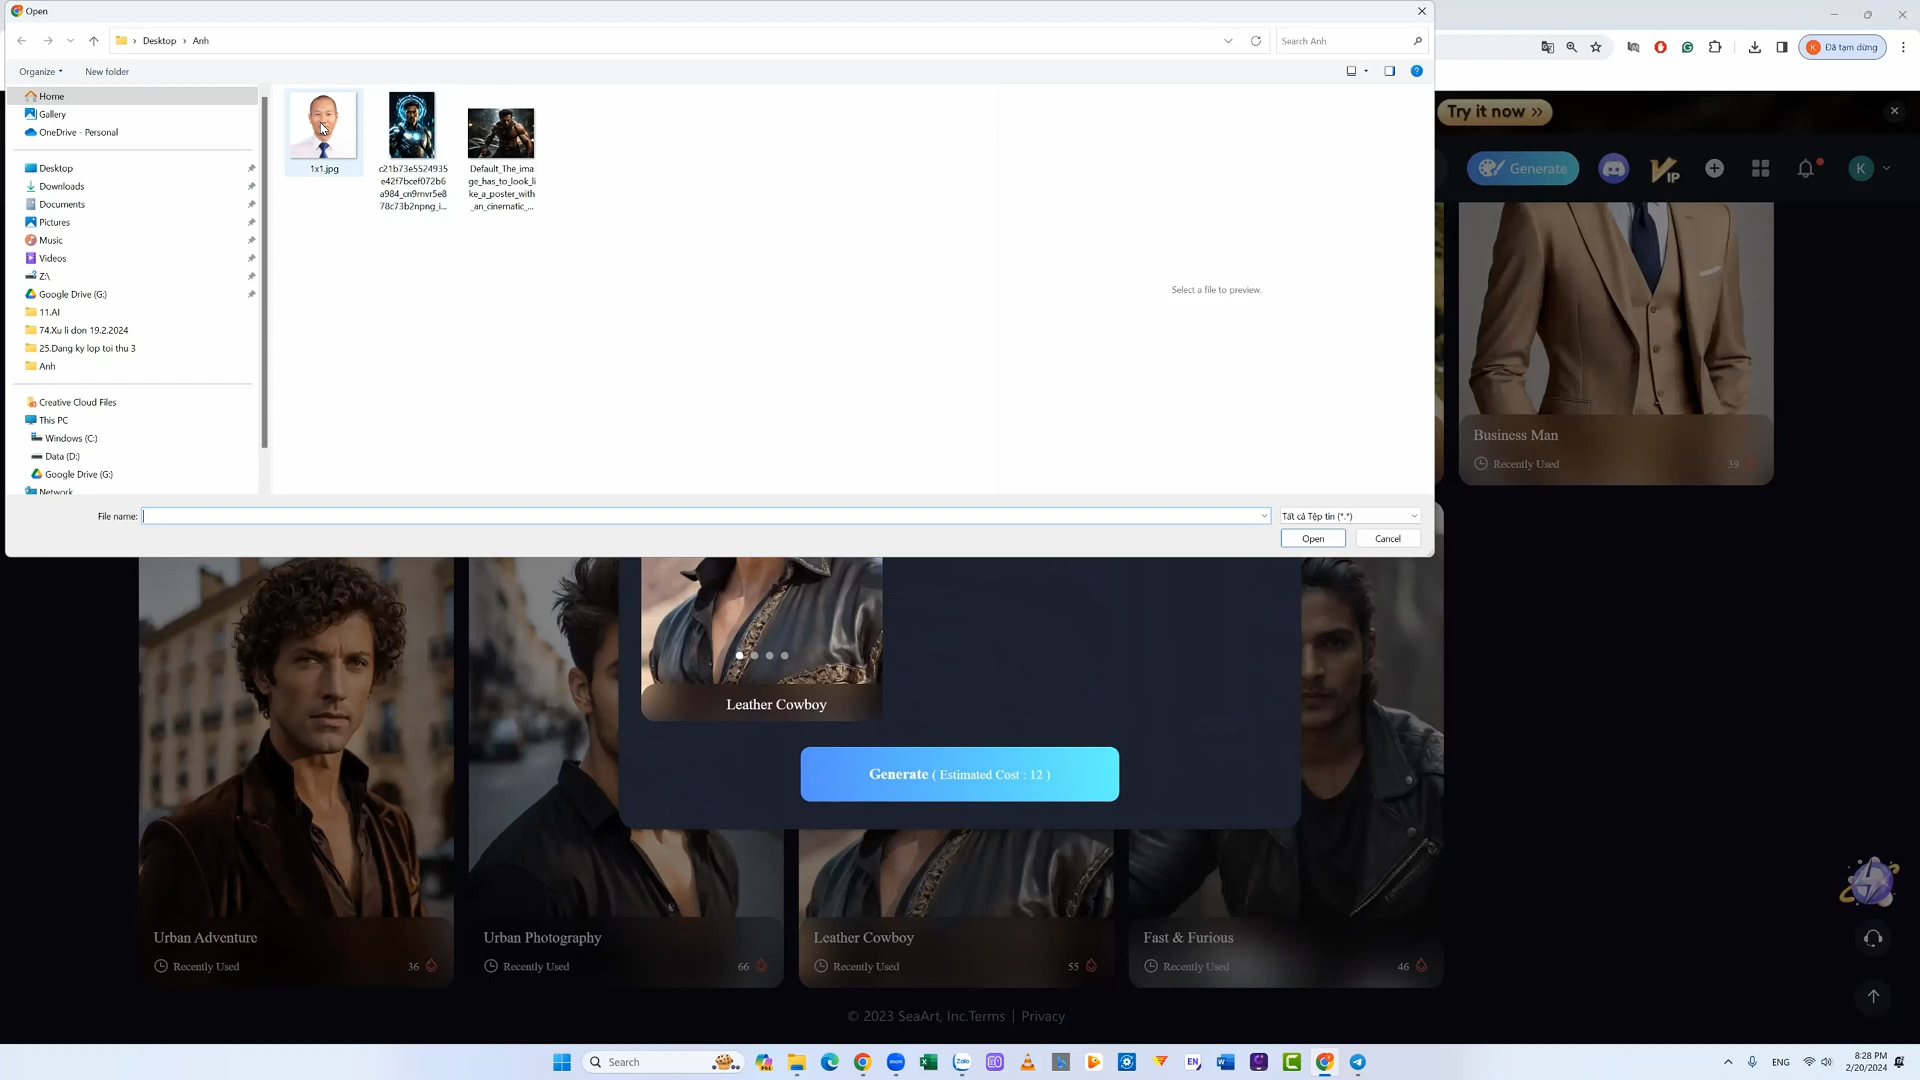 Open
Desktop > Anh
Search Anh
Đã tạm dừng
Organize
New folder
Home
Gallery
OneDrive - Personal
Desktop
Downloads
Documents
Pictures
Music
Videos
Z:\
Google Drive (G:)
11.AI
74.Xu li don 19.2.2024
25.Dang ky lop toi thu 3
Anh
Creative Cloud Files
This PC
Windows (C:)
Data (D:)
Google Drive (G:)
Network
1x1.jpg
c21b73e5524935
e42f7bcef072b6
a984_cn9mvr5e8
78c73b2npng_i...
Default_The_ima
ge_has_to_look_li
ke_a_poster_with
_an_cinematic_...
Select a file to preview.
File name:
Tất cả Tệp tin (*.*)
Open
Cancel
Try it now »
Generate
VIP
K
Business Man
Recently Used
39
Leather Cowboy
Generate ( Estimated Cost : 12 )
Urban Adventure
Recently Used
36
Urban Photography
Recently Used
66
Leather Cowboy
Recently Used
55
Fast & Furious
Recently Used
46
© 2023 SeaArt, Inc.Terms | Privacy
Search
ENG
8:28 PM
2/20/2024